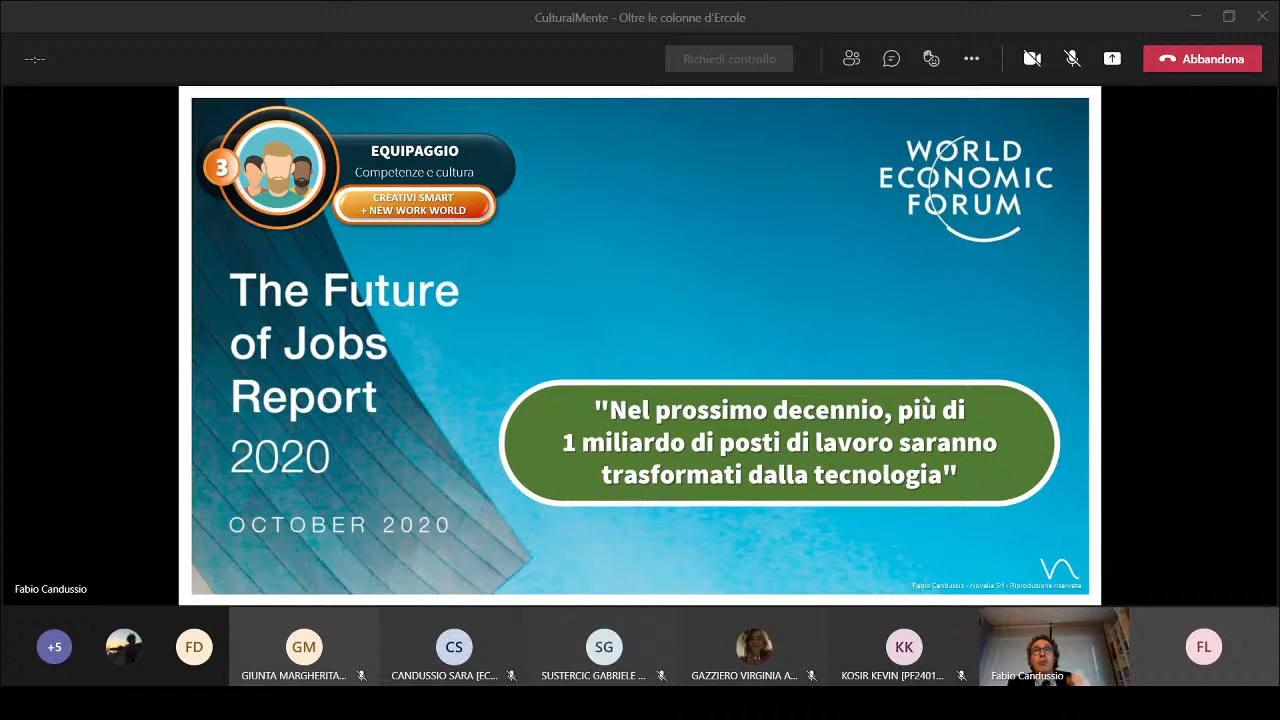 CulturalMente - Oltre le colonne d'Ercole
--:--
Richiedi controllo
Abbandona
3
EQUIPAGGIO
Competenze e cultura
CREATIVI SMART
+ NEW WORK WORLD
WORLD
ECONOMIC
FORUM
The Future
of Jobs
Report
2020
OCTOBER 2020
"Nel prossimo decennio, più di
1 miliardo di posti di lavoro saranno
trasformati dalla tecnologia"
Fabio Candussio - Novalia Srl - Riproduzione riservata
Fabio Candussio
+5
FD
GM
GIUNTA MARGHERITA...
CS
CANDUSSIO SARA [EC...
SG
SUSTERCIC GABRIELE ...
GAZZIERO VIRGINIA A...
KK
KOSIR KEVIN [PF2401...
Fabio Candussio
FL